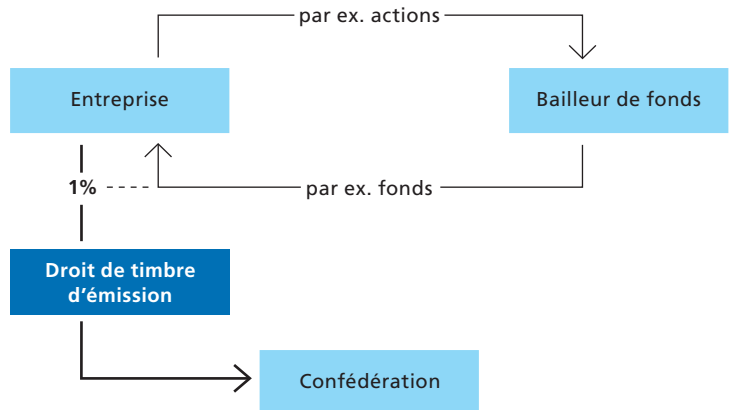 par ex. actions
Entreprise
Bailleur de fonds
1%
par ex. fonds
Droit de timbre
d’émission
Confédération